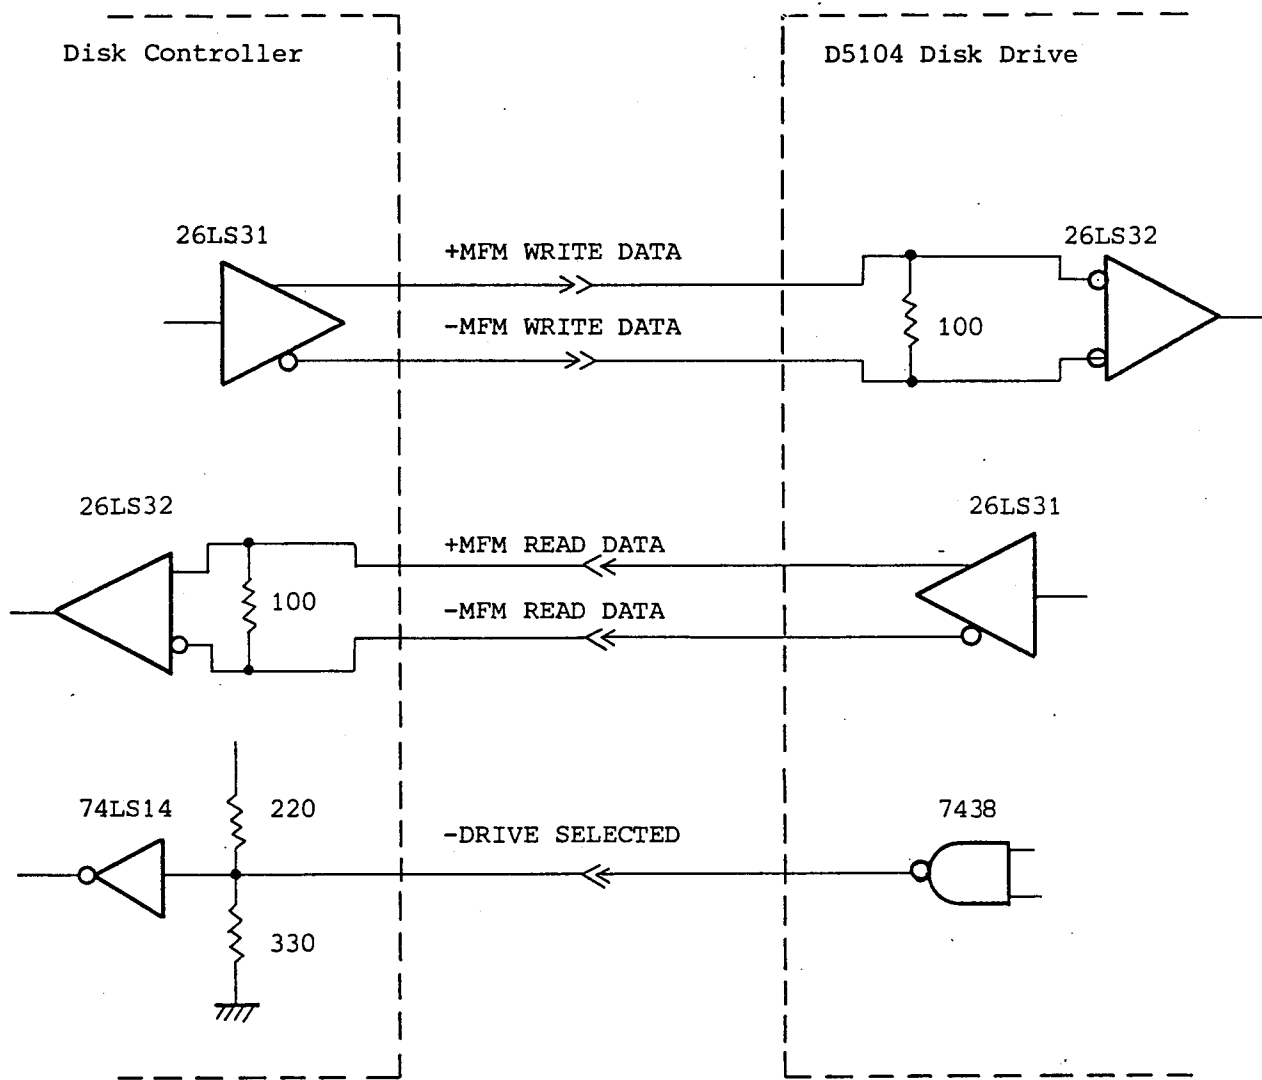 Disk Controller
D5104 Disk Drive
26LS31
+MFM WRITE DATA
26LS32
-MFM WRITE DATA
100
26LS32
26LS31
+MFM READ DATA
100
-MFM READ DATA
74LS14
220
-DRIVE SELECTED
7438
330